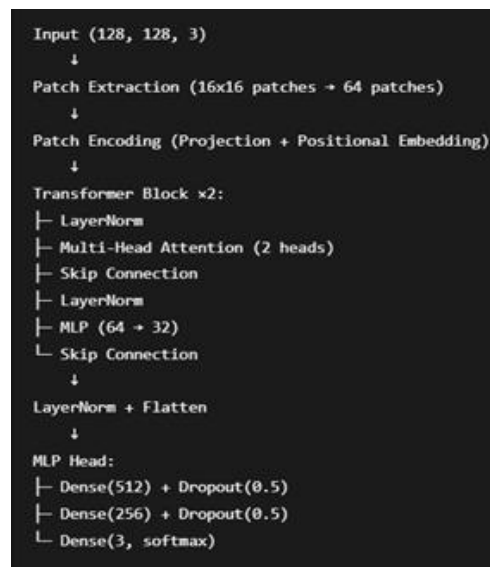 Input (128, 128, 3)
↓
Patch Extraction (16x16 patches → 64 patches)
↓
Patch Encoding (Projection + Positional Embedding)
↓
Transformer Block ×2:
├─ LayerNorm
├─ Multi-Head Attention (2 heads)
├─ Skip Connection
├─ LayerNorm
├─ MLP (64 → 32)
└─ Skip Connection
↓
LayerNorm + Flatten
↓
MLP Head:
├─ Dense(512) + Dropout(0.5)
├─ Dense(256) + Dropout(0.5)
└─ Dense(3, softmax)